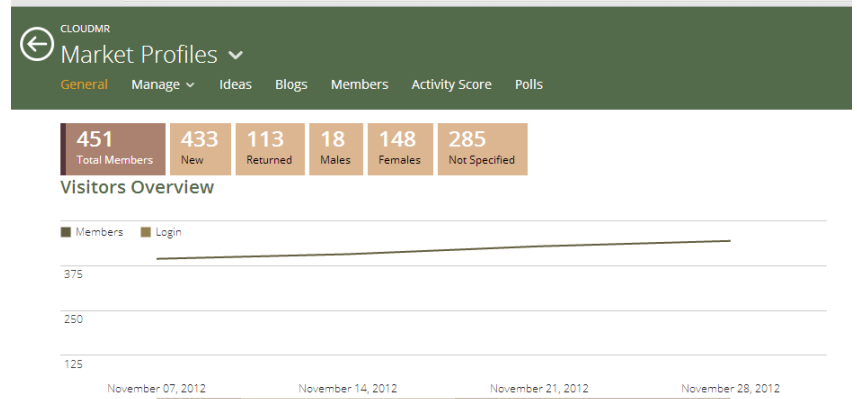 CLOUDMR
Market Profiles
General Manage Ideas Blogs Members Activity Score Polls
451 433 113 18 148 285
Total Members New Returned Males Females Not Specified
Visitors Overview
Members Login
375
250
125
November 07, 2012 November 14, 2012 November 21, 2012 November 28, 2012